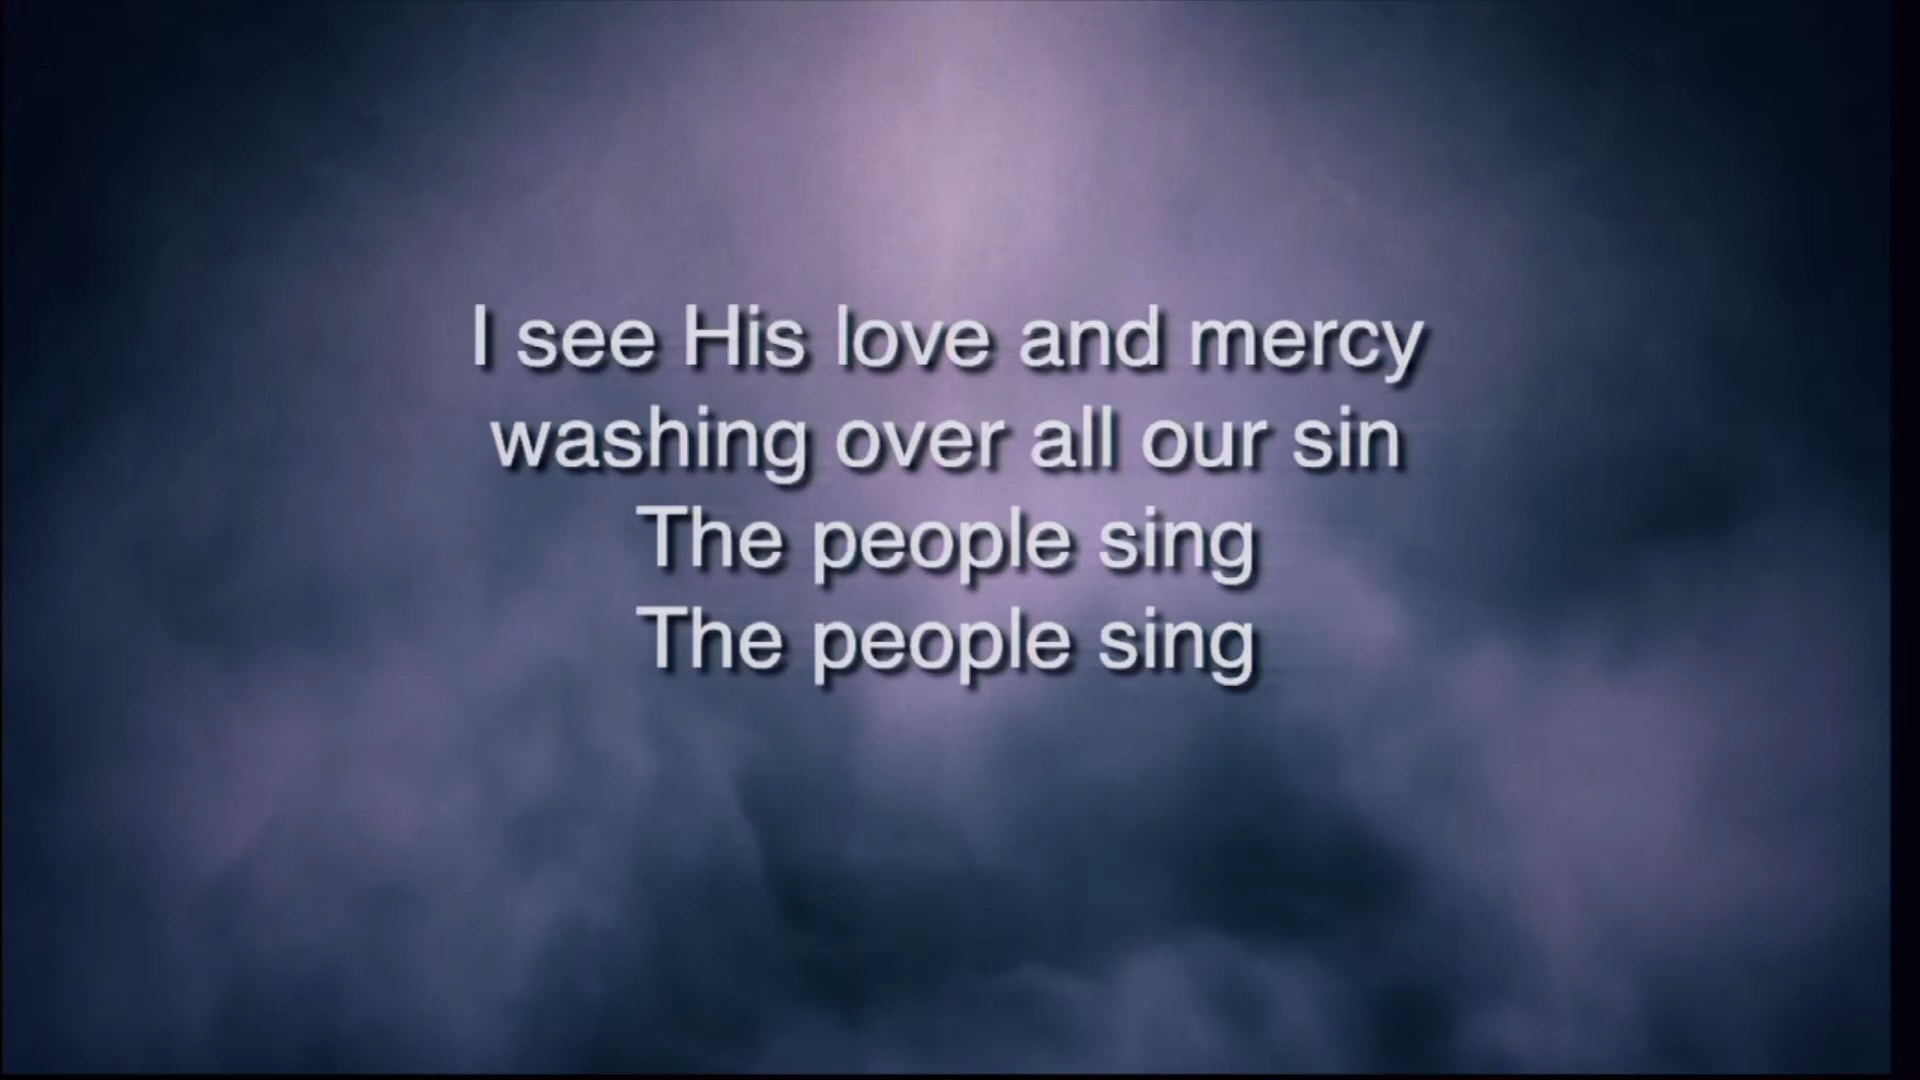 I see His love and mercy
washing over all our sin
The people sing
The people sing